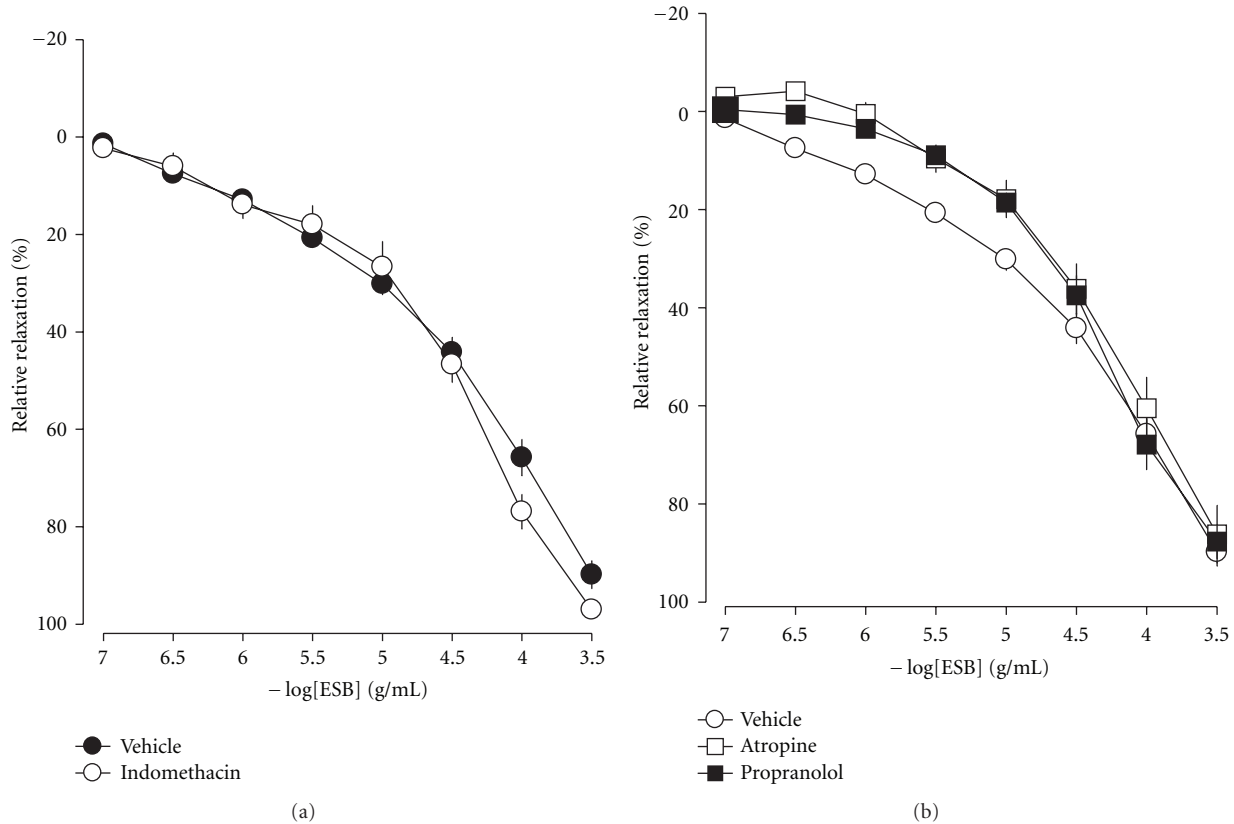 −20
0
20
40
60
80
100
Relative relaxation (%)
7 6.5 6 5.5 5 4.5 4 3.5
− log[ESB] (g/mL)
Vehicle
Indomethacin
(a)
−20
0
20
40
60
80
100
Relative relaxation (%)
7 6.5 6 5.5 5 4.5 4 3.5
− log[ESB] (g/mL)
Vehicle
Atropine
Propranolol
(b)